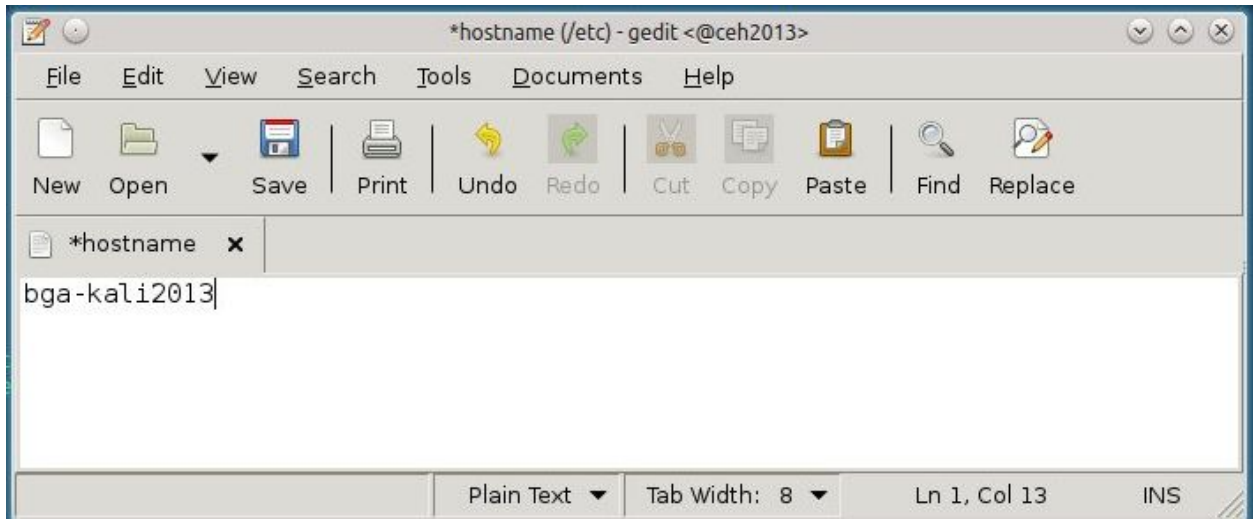 *hostname (/etc) - gedit <@ceh2013>
File Edit View Search Tools Documents Help
New Open Save Print Undo Redo Cut Copy Paste Find Replace
*hostname
bga-kali2013
Plain Text Tab Width: 8 Ln 1, Col 13 INS